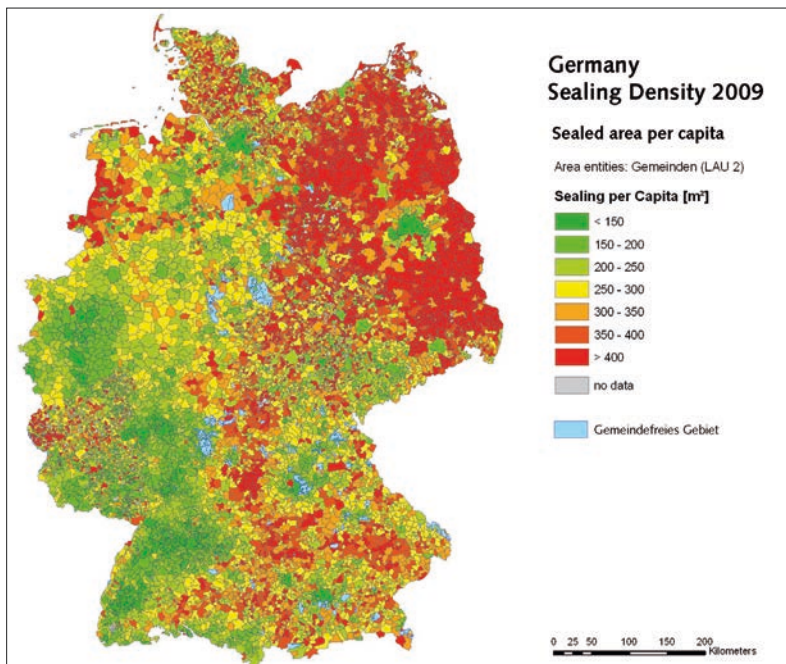 Germany
Sealing Density 2009
Sealed area per capita
Area entities: Gemeinden (LAU 2)
Sealing per Capita [m²]
< 150
150 - 200
200 - 250
250 - 300
300 - 350
350 - 400
> 400
no data
Gemeindefreies Gebiet
0 25 50 100 150 200
Kilometers